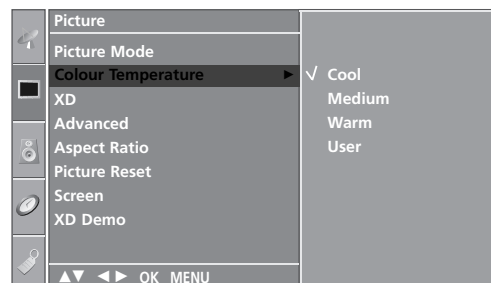 Picture
Picture Mode
Colour Temperature ► √ Cool
XD Medium
Advanced Warm
Aspect Ratio User
Picture Reset
Screen
XD Demo
▲▼ ◄► OK MENU